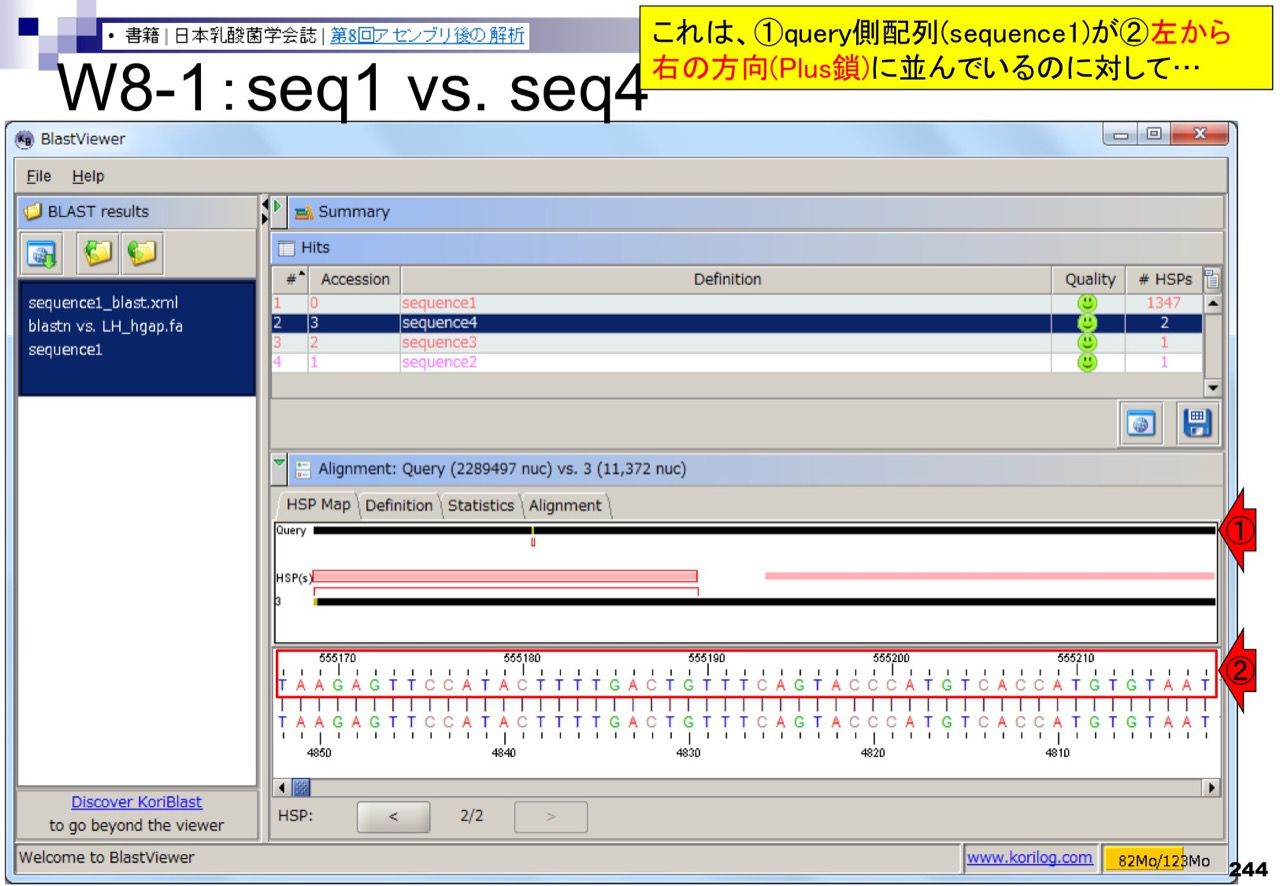 • 書籍 | 日本乳酸菌学会誌 | 第8回アセンブリ後の解析
これは、①query側配列(sequence1)が②左から
右の方向(Plus鎖)に並んでいるのに対して…
W8-1:seq1 vs. seq4
BlastViewer
File Help
BLAST results
Summary
Hits
# Accession Definition Quality # HSPs
sequence1_blast.xml
blastn vs. LH_hgap.fa
sequence1
1 0 sequence1 1347
2 3 sequence4 2
3 2 sequence3 1
4 1 sequence2 1
Alignment: Query (2289497 nuc) vs. 3 (11,372 nuc)
HSP Map Definition Statistics Alignment
Query
①
HSP(s)
3
555170 555180 555190 555200 555210
②
TAAGAGTTCCATACTTTTGACTGTTTCAGTACCCATGTCACCATGTGTAAT
TAAGAGTTCCATACTTTTGACTGTTTCAGTACCCATGTCACCATGTGTAAT
4850 4840 4830 4820 4810
HSP: < 2/2 >
Discover KoriBlast
to go beyond the viewer
Welcome to BlastViewer
www.korilog.com
82Mo/123Mo
244